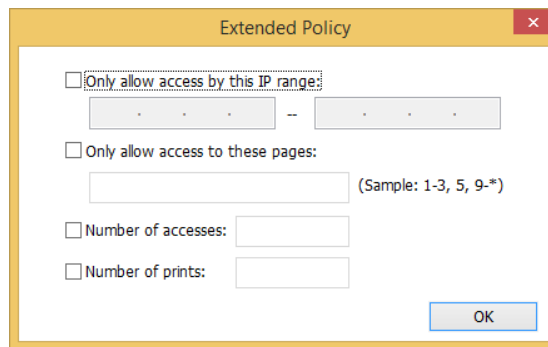 Extended Policy
Only allow access by this IP range:
. . . -- . . .
Only allow access to these pages:
(Sample: 1-3, 5, 9-*)
Number of accesses:
Number of prints:
OK